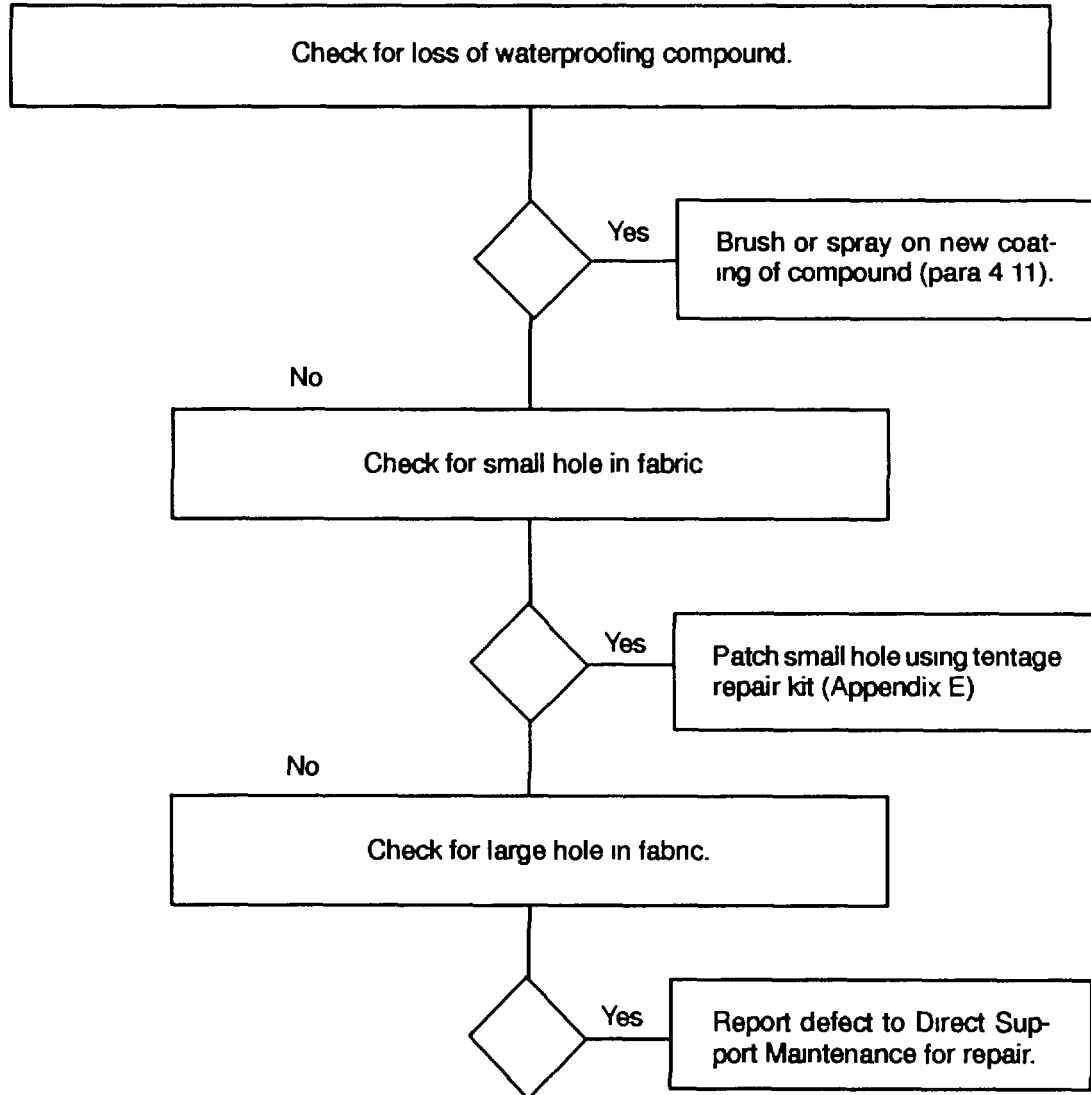 Check for loss of waterproofing compound.
Yes
Brush or spray on new coat-
ing of compound (para 4 11).
No
Check for small hole in fabric
Yes
Patch small hole using tentage
repair kit (Appendix E)
No
Check for large hole in fabric.
Yes
Report defect to Direct Sup-
port Maintenance for repair.